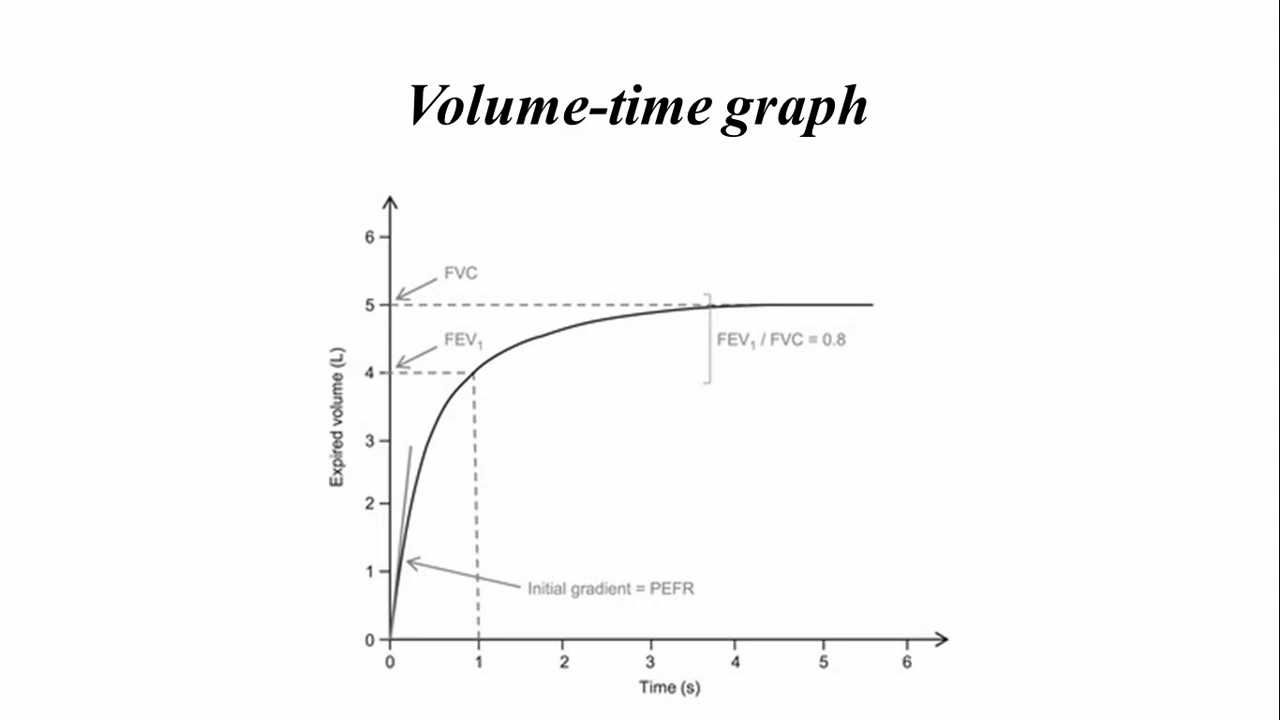 Volume-time graph
6
FVC
5
FEV₁ / FVC = 0.8
FEV₁
4
Expired volume (L)
3
2
1
Initial gradient = PEFR
0
0 1 2 3 4 5 6
Time (s)